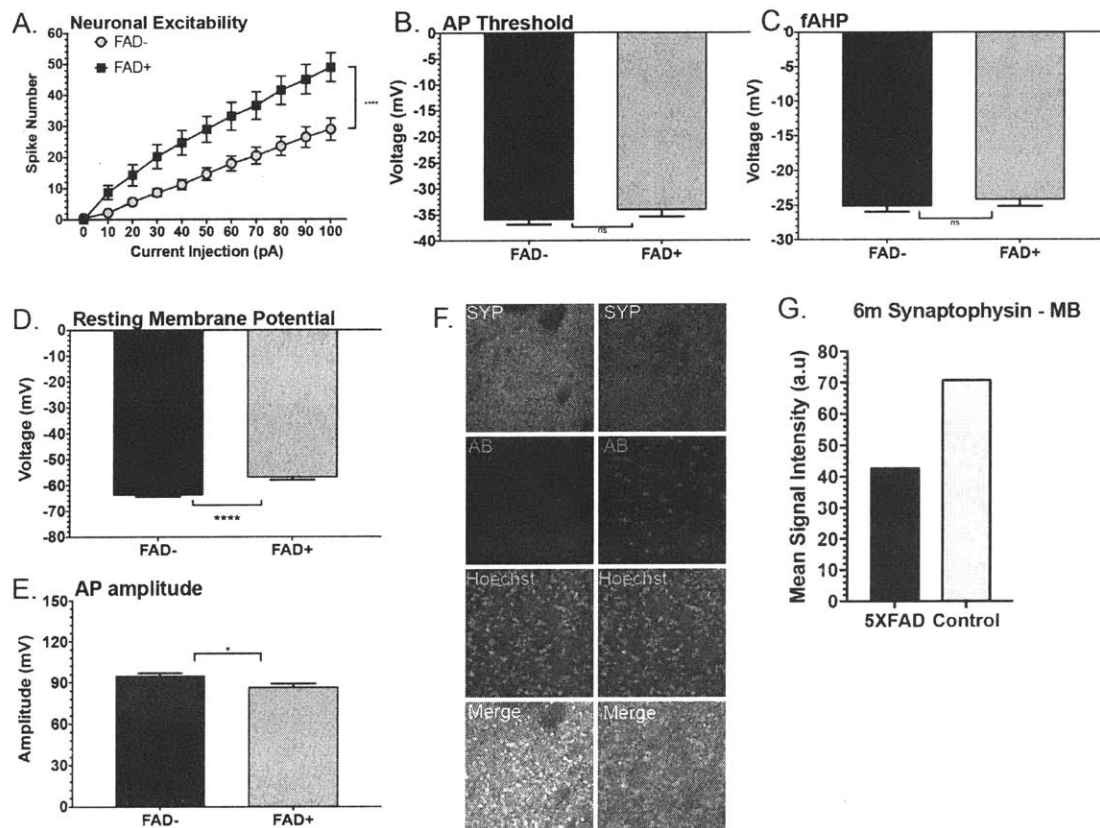 A. Neuronal Excitability
FAD-
FAD+
Spike Number
60
50
40
30
20
10
0
****
0 10 20 30 40 50 60 70 80 90 100
Current Injection (pA)
B. AP Threshold
Voltage (mV)
0
-5
-10
-15
-20
-25
-30
-35
-40
ns
FAD- FAD+
C. fAHP
Voltage (mV)
0
-5
-10
-15
-20
-25
-30
ns
FAD- FAD+
D. Resting Membrane Potential
Voltage (mV)
0
-10
-20
-30
-40
-50
-60
-70
-80
****
FAD- FAD+
E. AP amplitude
Amplitude (mV)
150
120
90
60
30
0
*
FAD- FAD+
F.
SYP SYP
AB AB
Hoechst Hoechst
Merge Merge
G. 6m Synaptophysin - MB
Mean Signal Intensity (a.u)
80
70
60
50
40
30
20
10
0
5XFAD Control